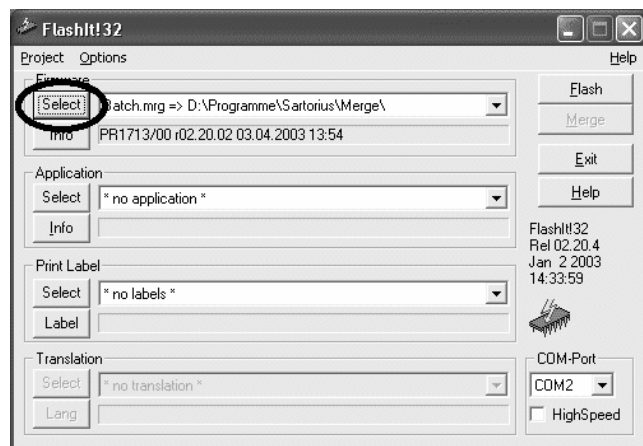 FlashIt!32
Project Options Help
Firmware
Select Batch.mrg => D:\Programme\Sartorius\Merge\
Info PR1713/00 r02.20.02 03.04.2003 13:54
Flash
Merge
Exit
Help
Application
Select * no application *
Info
FlashIt!32
Rel 02.20.4
Jan 2 2003
14:33:59
Print Label
Select * no labels *
Label
Translation
Select * no translation *
Lang
COM-Port
COM2
HighSpeed